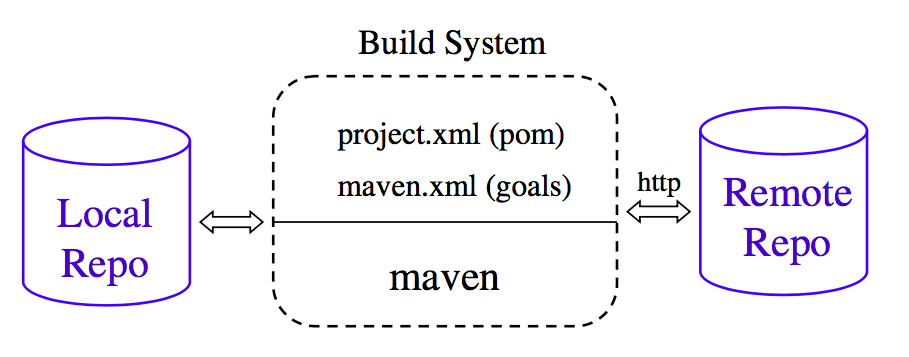 Build System
Local
Repo
project.xml (pom)
maven.xml (goals)
maven
http
Remote
Repo